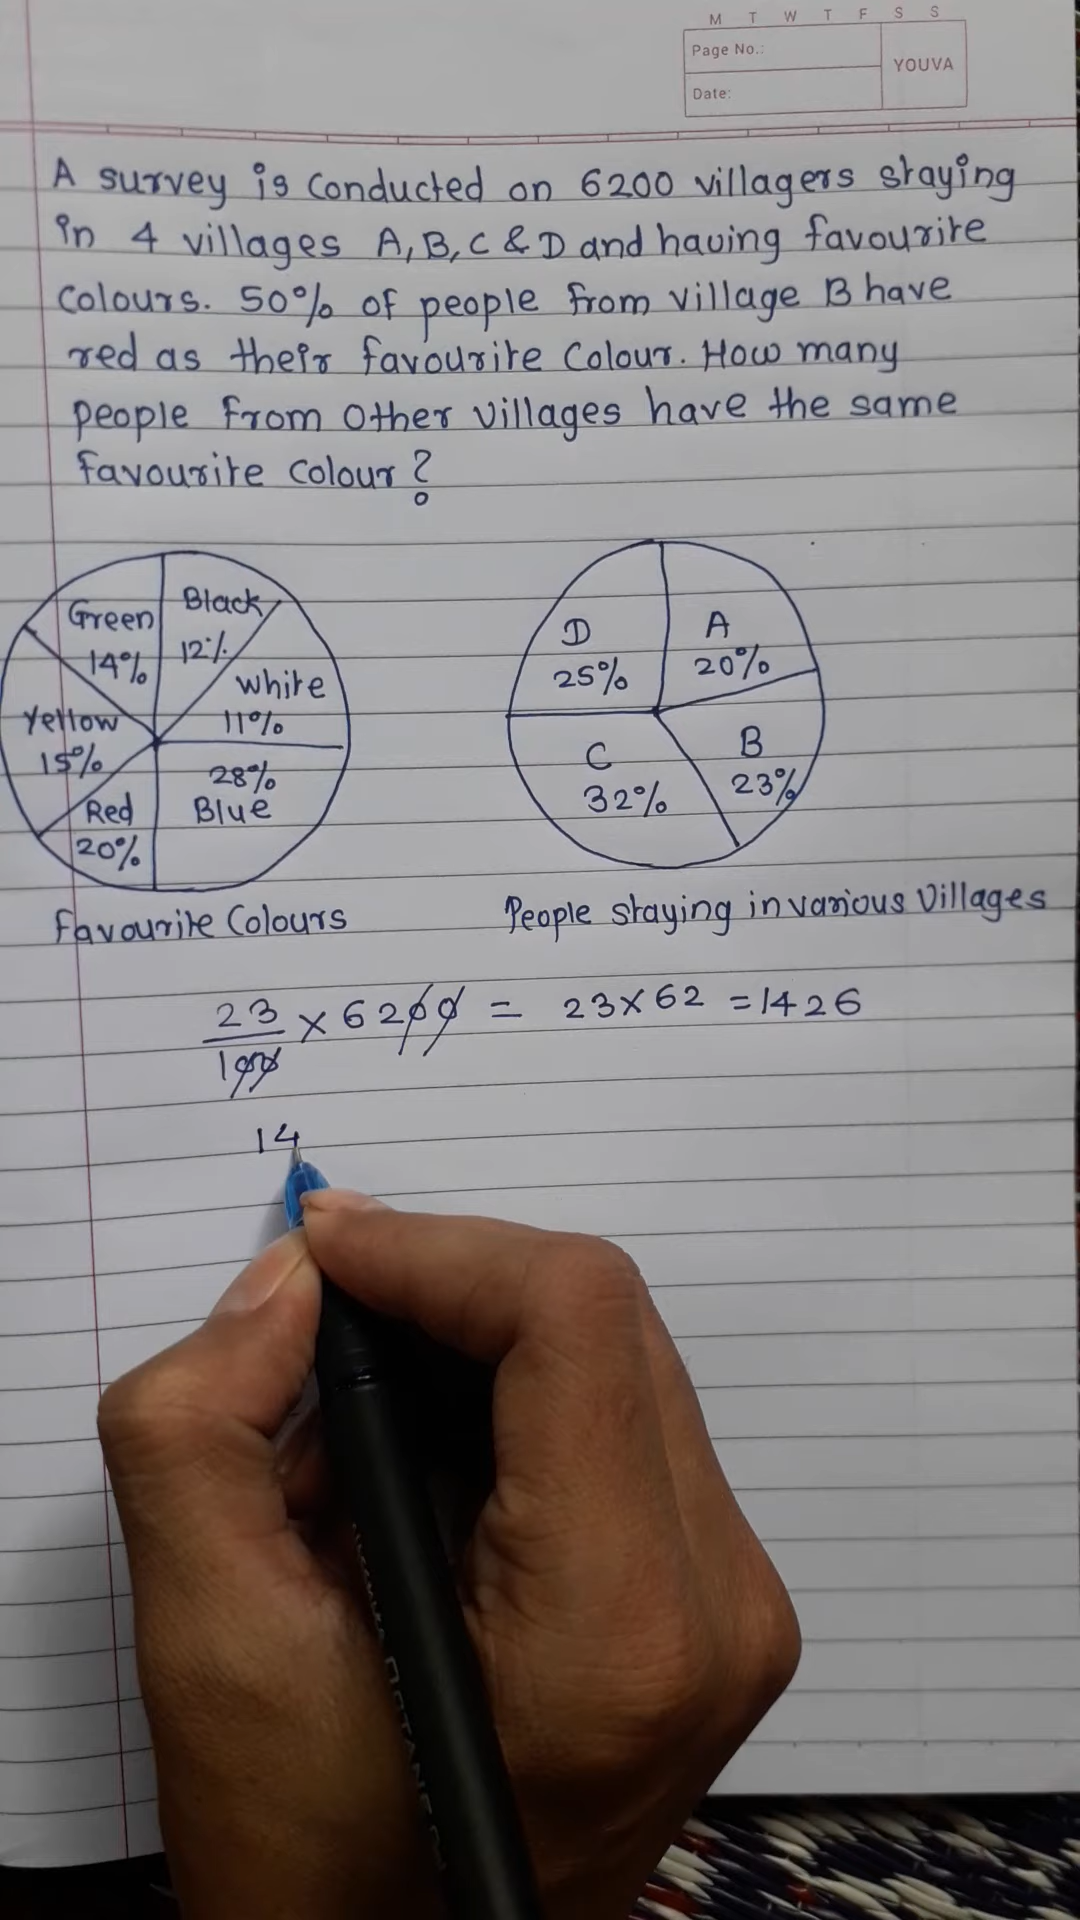 M T W T F S S
Page No.:
YOUVA
Date:
A survey is conducted on 6200 villagers staying
in 4 villages A, B, C & D and having favourite
colours. 50% of people from village B have
red as their favourite colour. How many
people from other villages have the same
favourite colour?
Green
14%
Black
12%
White
11%
Yellow
15%
28%
Blue
Red
20%
D
25%
A
20%
C
32%
B
23%
Favourite Colours
People staying in various villages
23/100 × 6200 = 23×62 = 1426
14